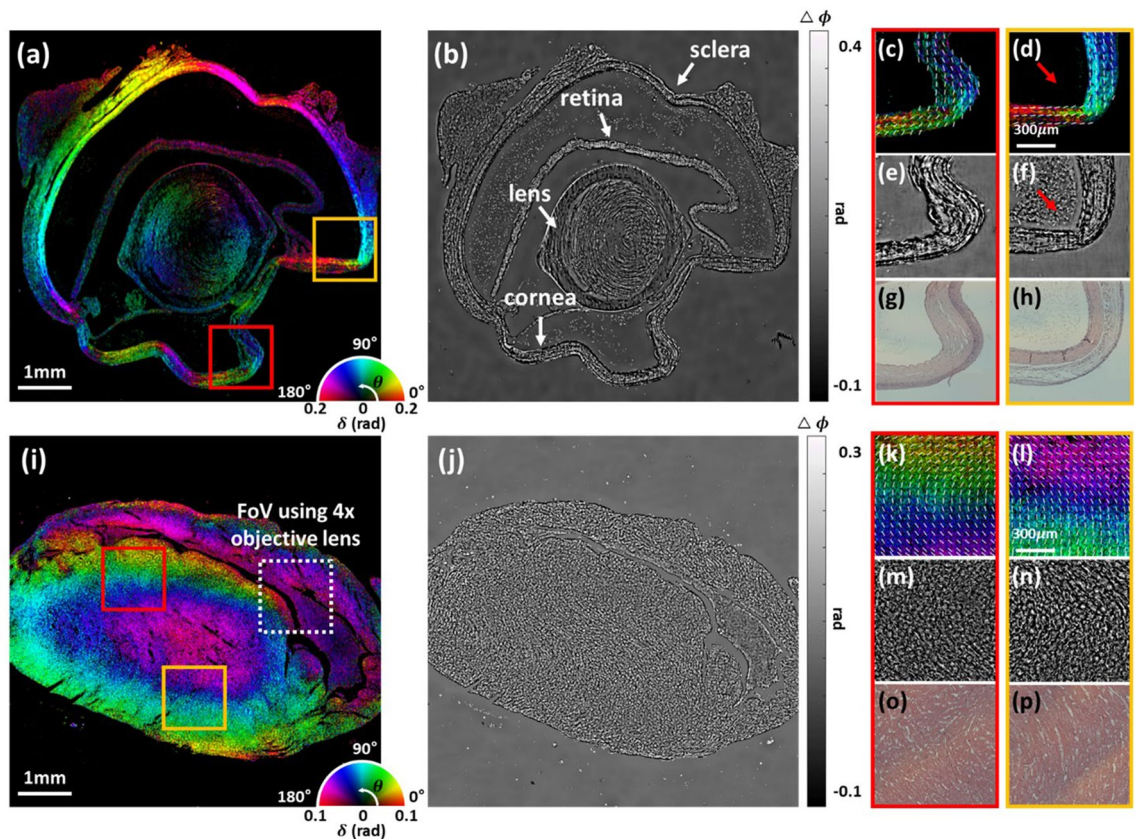 (a)
90°
180°
θ
0°
0.2
0
0.2
δ (rad)
1mm
(b)
sclera
retina
lens
cornea
△ ϕ
0.4
rad
-0.1
(c)
(d)
300μm
(e)
(f)
(g)
(h)
(i)
FoV using 4x
objective lens
90°
180°
θ
0°
0.1
0
0.1
δ (rad)
1mm
(j)
△ ϕ
0.3
rad
-0.1
(k)
(l)
300μm
(m)
(n)
(o)
(p)